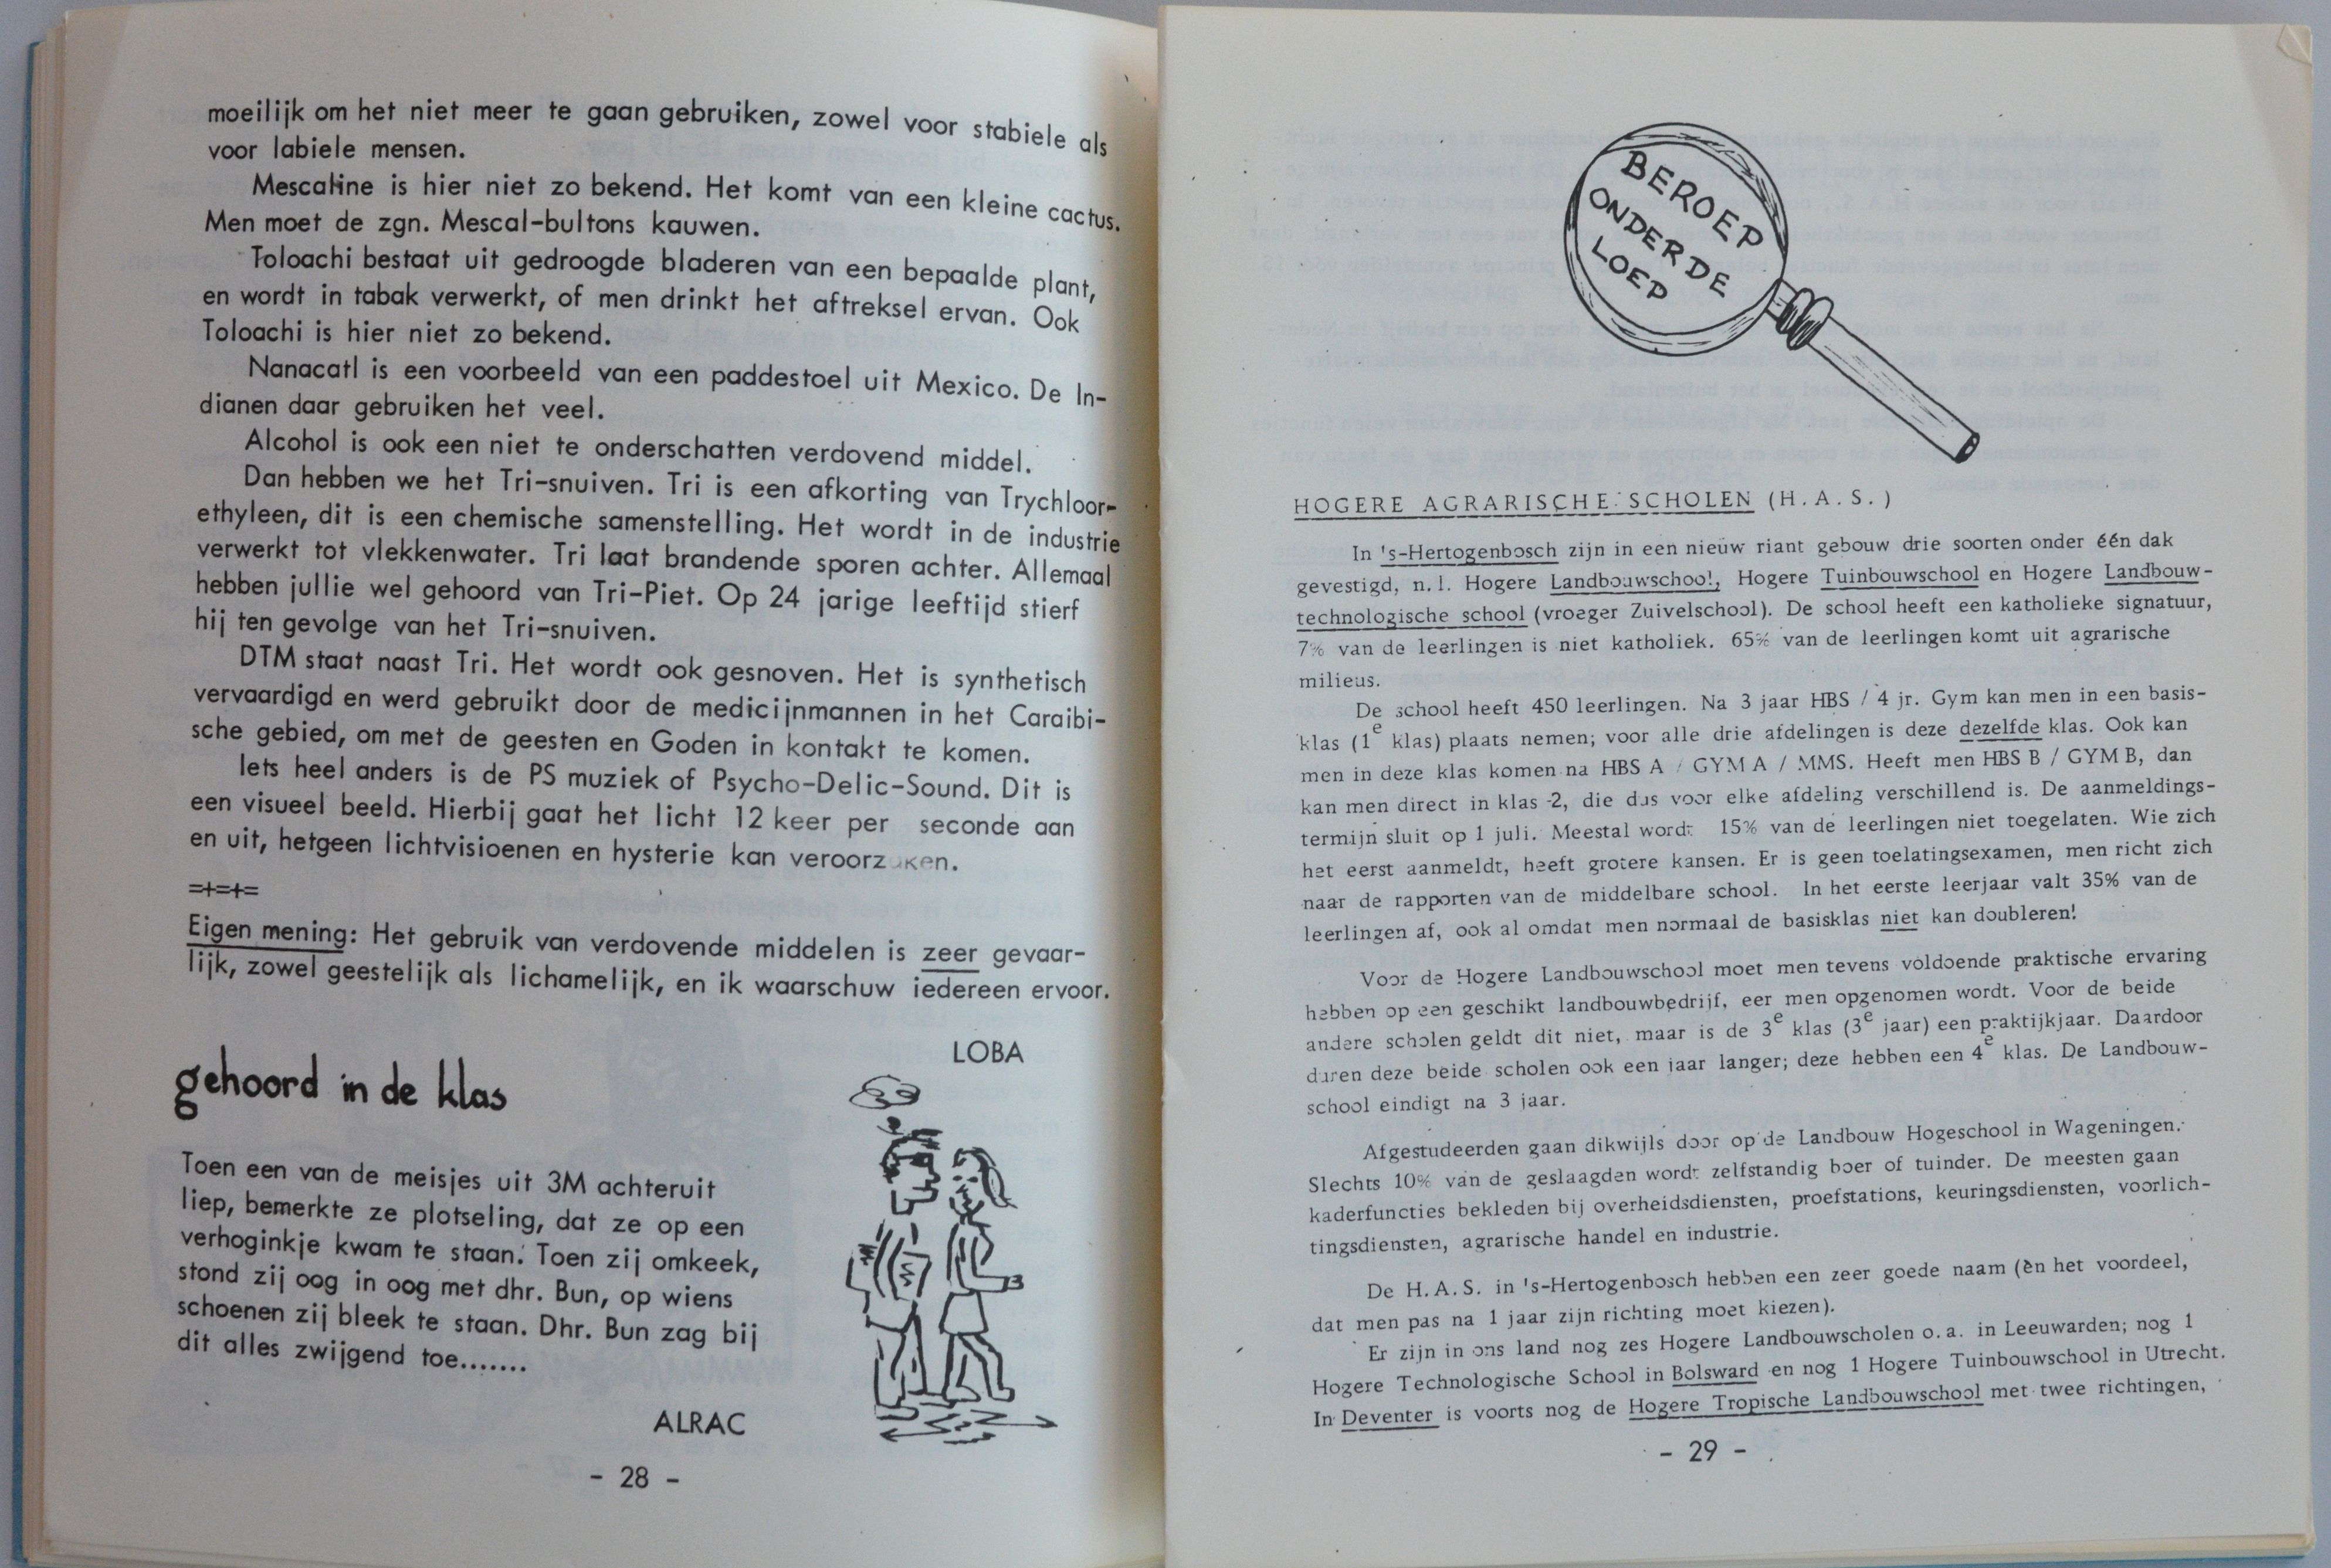 moeilijk om het niet meer te gaan gebruiken, zowel voor stabiele als
voor labiele mensen.
Mescaline is hier niet zo bekend. Het komt van een kleine cactus.
Men moet de zgn. Mescal-bultons kauwen.
Toloachi bestaat uit gedroogde bladeren van een bepaalde plant,
en wordt in tabak verwerkt, of men drinkt het aftreksel ervan. Ook
Toloachi is hier niet zo bekend.
Nanacatl is een voorbeeld van een paddestoel uit Mexico. De In-
dianen daar gebruiken het veel.
Alcohol is ook een niet te onderschatten verdovend middel.
Dan hebben we het Tri-snuiven. Tri is een afkorting van Trychloor-
ethyleen, dit is een chemische samenstelling. Het wordt in de industrie
verwerkt tot vlekkenwater. Tri laat brandende sporen achter. Allemaal
hebben jullie wel gehoord van Tri-Piet. Op 24 jarige leeftijd stierf
hij ten gevolge van het Tri-snuiven.
DTM staat naast Tri. Het wordt ook gesnoven. Het is synthetisch
vervaardigd en werd gebruikt door de medicijnmannen in het Caraibi-
sche gebied, om met de geesten en Goden in kontakt te komen.
Iets heel anders is de PS muziek of Psycho-Delic-Sound. Dit is
een visueel beeld. Hierbij gaat het licht 12 keer per seconde aan
en uit, hetgeen lichtvisioenen en hysterie kan veroorzaken.
=+=+=
Eigen mening: Het gebruik van verdovende middelen is zeer gevaar-
lijk, zowel geestelijk als lichamelijk, en ik waarschuw iedereen ervoor.
LOBA
gehoord in de klas
Toen een van de meisjes uit 3M achteruit
liep, bemerkte ze plotseling, dat ze op een
verhoginkje kwam te staan. Toen zij omkeek,
stond zij oog in oog met dhr. Bun, op wiens
schoenen zij bleek te staan. Dhr. Bun zag bij
dit alles zwijgend toe.......
ALRAC
- 28 -
BEROEP
ONDER DE
LOEP
HOGERE AGRARISCHE SCHOLEN (H.A.S.)
In 's-Hertogenbosch zijn in een nieuw riant gebouw drie soorten onder één dak
gevestigd, n.l. Hogere Landbouwschool, Hogere Tuinbouwschool en Hogere Landbouw-
technologische school (vroeger Zuivelschool). De school heeft een katholieke signatuur,
7% van de leerlingen is niet katholiek. 65% van de leerlingen komt uit agrarische
milieus.
De school heeft 450 leerlingen. Na 3 jaar HBS / 4 jr. Gym kan men in een basis-
klas (1e klas) plaats nemen; voor alle drie afdelingen is deze dezelfde klas. Ook kan
men in deze klas komen na HBS A / GYM A / MMS. Heeft men HBS B / GYM B, dan
kan men direct in klas -2, die dus voor elke afdeling verschillend is. De aanmeldings-
termijn sluit op 1 juli. Meestal wordt 15% van de leerlingen niet toegelaten. Wie zich
het eerst aanmeldt, heeft grotere kansen. Er is geen toelatingsexamen, men richt zich
naar de rapporten van de middelbare school. In het eerste leerjaar valt 35% van de
leerlingen af, ook al omdat men normaal de basisklas niet kan doubleren!
Voor de Hogere Landbouwschool moet men tevens voldoende praktische ervaring
hebben op een geschikt landbouwbedrijf, eer men opgenomen wordt. Voor de beide
andere scholen geldt dit niet, maar is de 3e klas (3e jaar) een praktijkjaar. Daardoor
duren deze beide scholen ook een jaar langer; deze hebben een 4e klas. De Landbouw-
school eindigt na 3 jaar.
Afgestudeerden gaan dikwijls door op de Landbouw Hogeschool in Wageningen.
Slechts 10% van de geslaagden wordt zelfstandig boer of tuinder. De meesten gaan
kaderfuncties bekleden bij overheidsdiensten, proefstations, keuringsdiensten, voorlich-
tingsdiensten, agrarische handel en industrie.
De H.A.S. in 's-Hertogenbosch hebben een zeer goede naam (èn het voordeel,
dat men pas na 1 jaar zijn richting moet kiezen).
Er zijn in ons land nog zes Hogere Landbouwscholen o.a. in Leeuwarden; nog 1
Hogere Technologische School in Bolsward en nog 1 Hogere Tuinbouwschool in Utrecht.
In Deventer is voorts nog de Hogere Tropische Landbouwschool met twee richtingen,
- 29 -